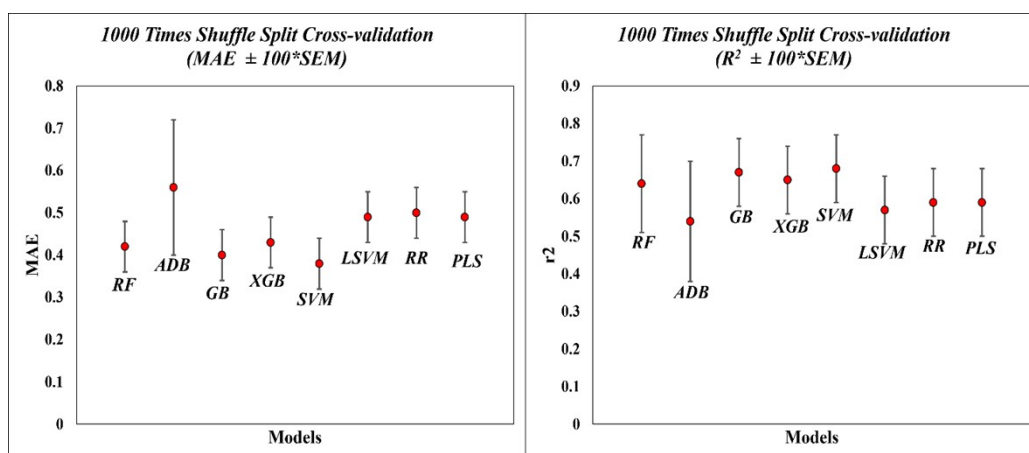 1000 Times Shuffle Split Cross-validation
(MAE ± 100*SEM)
0.8
0.7
0.6
0.5
0.4
0.3
0.2
0.1
0
MAE
RF
ADB
GB
XGB
SVM
LSVM
RR
PLS
Models
1000 Times Shuffle Split Cross-validation
(R² ± 100*SEM)
0.9
0.8
0.7
0.6
0.5
0.4
0.3
0.2
0.1
0
r2
RF
ADB
GB
XGB
SVM
LSVM
RR
PLS
Models